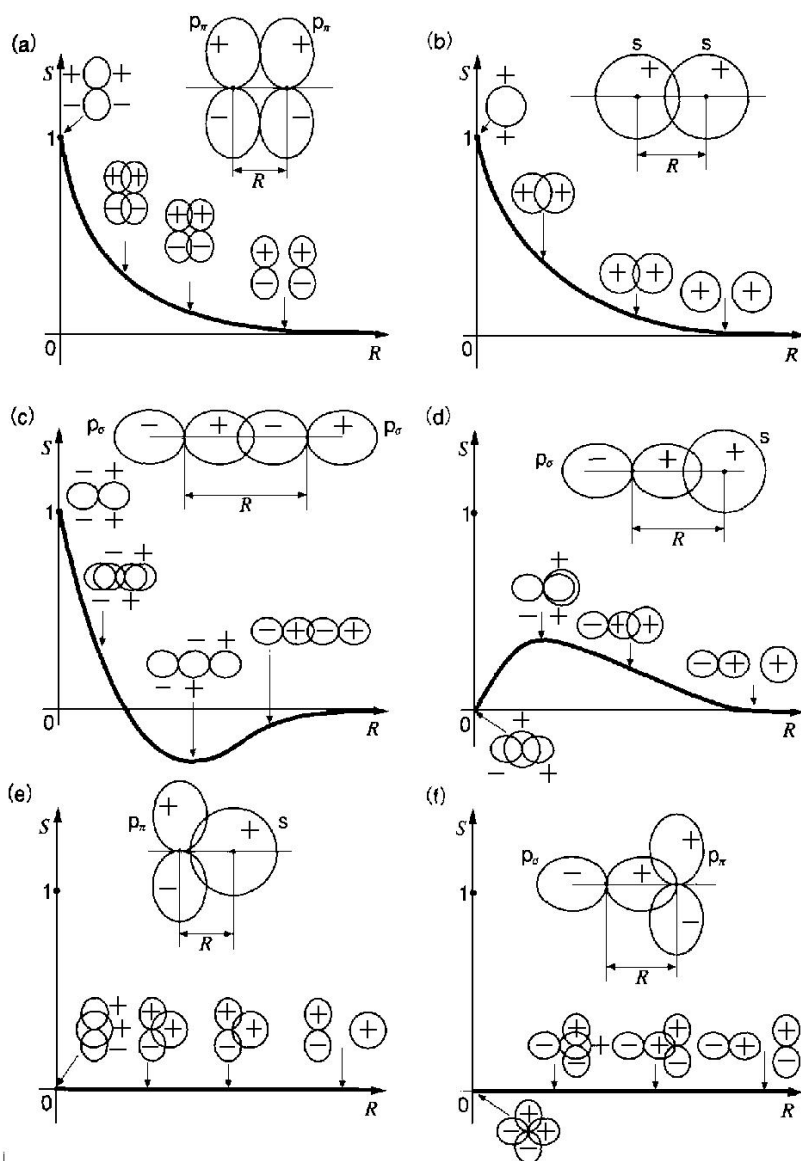 (a)
S
pπ pπ
+ +
+ +
− −
− −
1
R
+ +
− −
+ +
− −
+ +
− −
0
R
(b)
S
s s
+ +
+
+
1
R
+ +
+ +
+ +
0
R
(c)
S
pσ − + − + pσ
− +
− +
1
R
− +
− +
− + − +
− +
+
0
R
(d)
S
pσ − + + s
1
R
+
− +
− + +
− + +
0
+
− +
R
(e)
S
pπ + + s
−
1
R
+ + + + + + + +
− − − −
0
R
(f)
S
pσ − + + pπ
−
1
R
+ + +
− + − + − +
− − −
0
R
+
− +
−